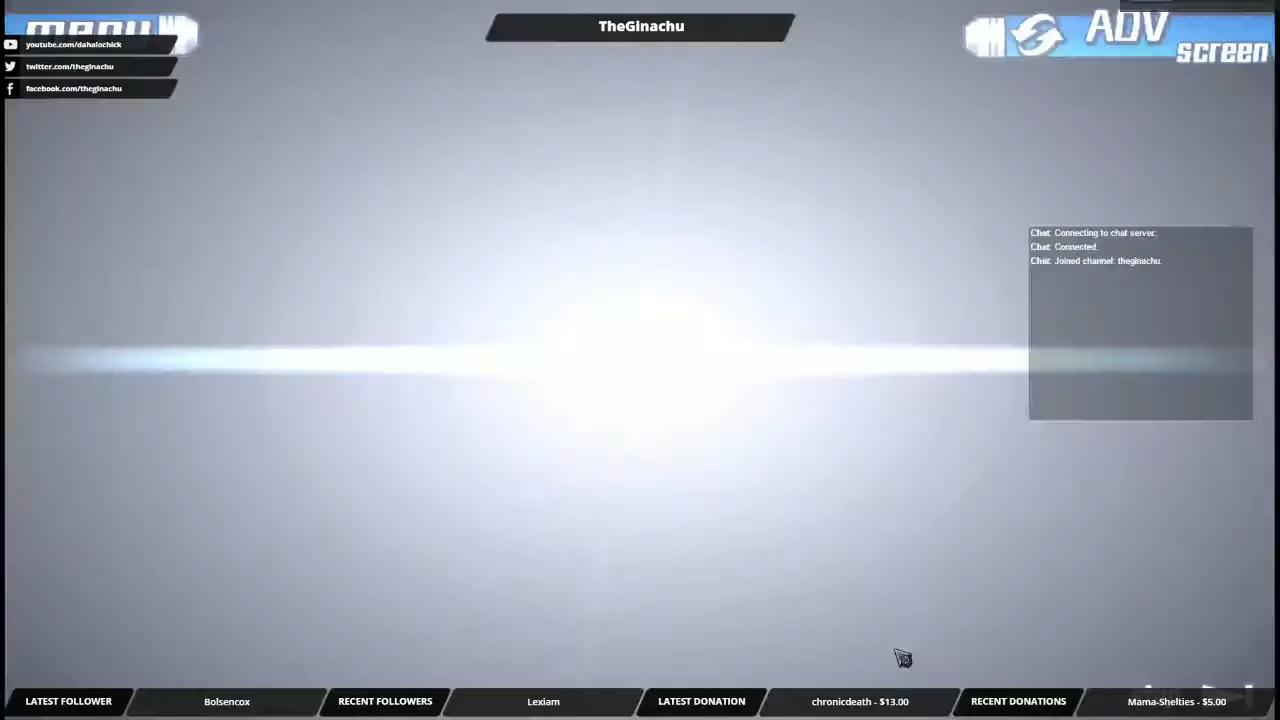 menu
TheGinachu
ADV
screen
youtube.com/dahalochick
twitter.com/theginachu
facebook.com/theginachu
Chat: Connecting to chat server..
Chat: Connected.
Chat: Joined channel: theginachu.
LATEST FOLLOWER
Bolsencox
RECENT FOLLOWERS
Lexiam
LATEST DONATION
chronicdeath - $13.00
RECENT DONATIONS
Mama-Shelties - $5.00